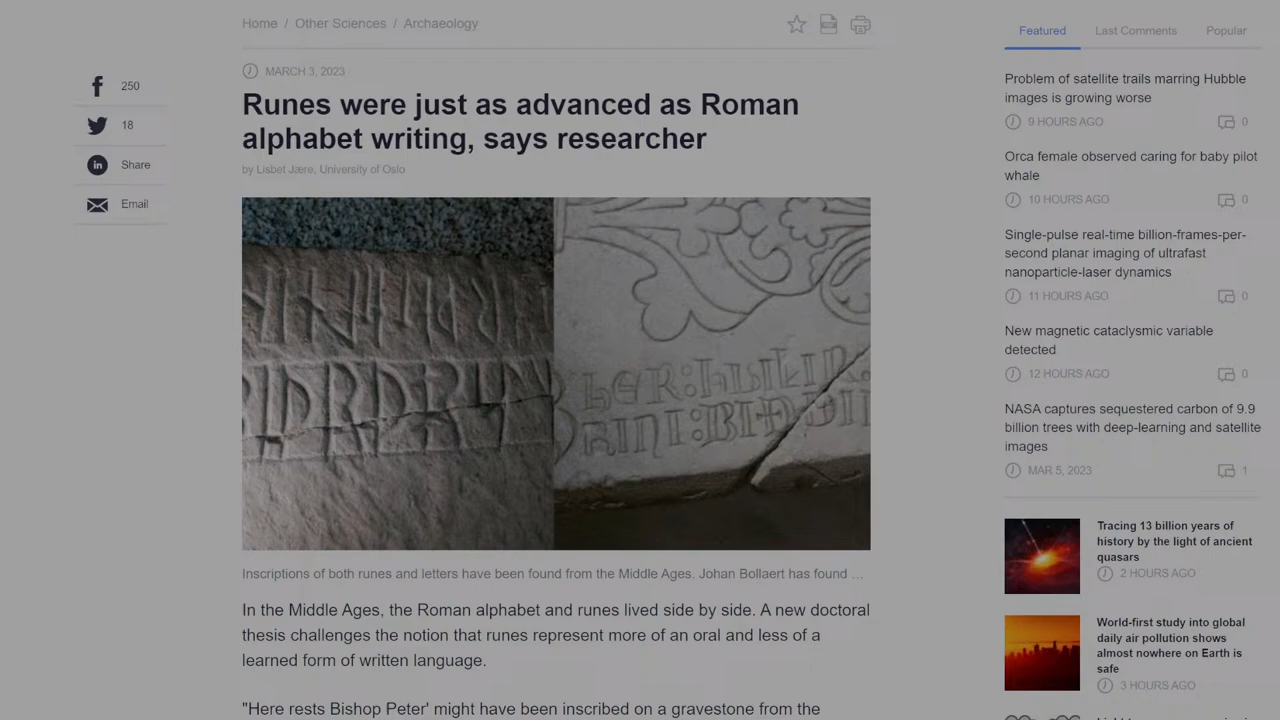 Home / Other Sciences / Archaeology
MARCH 3, 2023
Runes were just as advanced as Roman
alphabet writing, says researcher
by Lisbet Jære, University of Oslo
250
18
in Share
Email
Inscriptions of both runes and letters have been found from the Middle Ages. Johan Bollaert has found ...
In the Middle Ages, the Roman alphabet and runes lived side by side. A new doctoral
thesis challenges the notion that runes represent more of an oral and less of a
learned form of written language.
"Here rests Bishop Peter' might have been inscribed on a gravestone from the
Featured Last Comments Popular
Problem of satellite trails marring Hubble
images is growing worse
9 HOURS AGO 0
Orca female observed caring for baby pilot
whale
10 HOURS AGO 0
Single-pulse real-time billion-frames-per-
second planar imaging of ultrafast
nanoparticle-laser dynamics
11 HOURS AGO 0
New magnetic cataclysmic variable
detected
12 HOURS AGO 0
NASA captures sequestered carbon of 9.9
billion trees with deep-learning and satellite
images
MAR 5, 2023 1
Tracing 13 billion years of
history by the light of ancient
quasars
2 HOURS AGO
World-first study into global
daily air pollution shows
almost nowhere on Earth is
safe
3 HOURS AGO